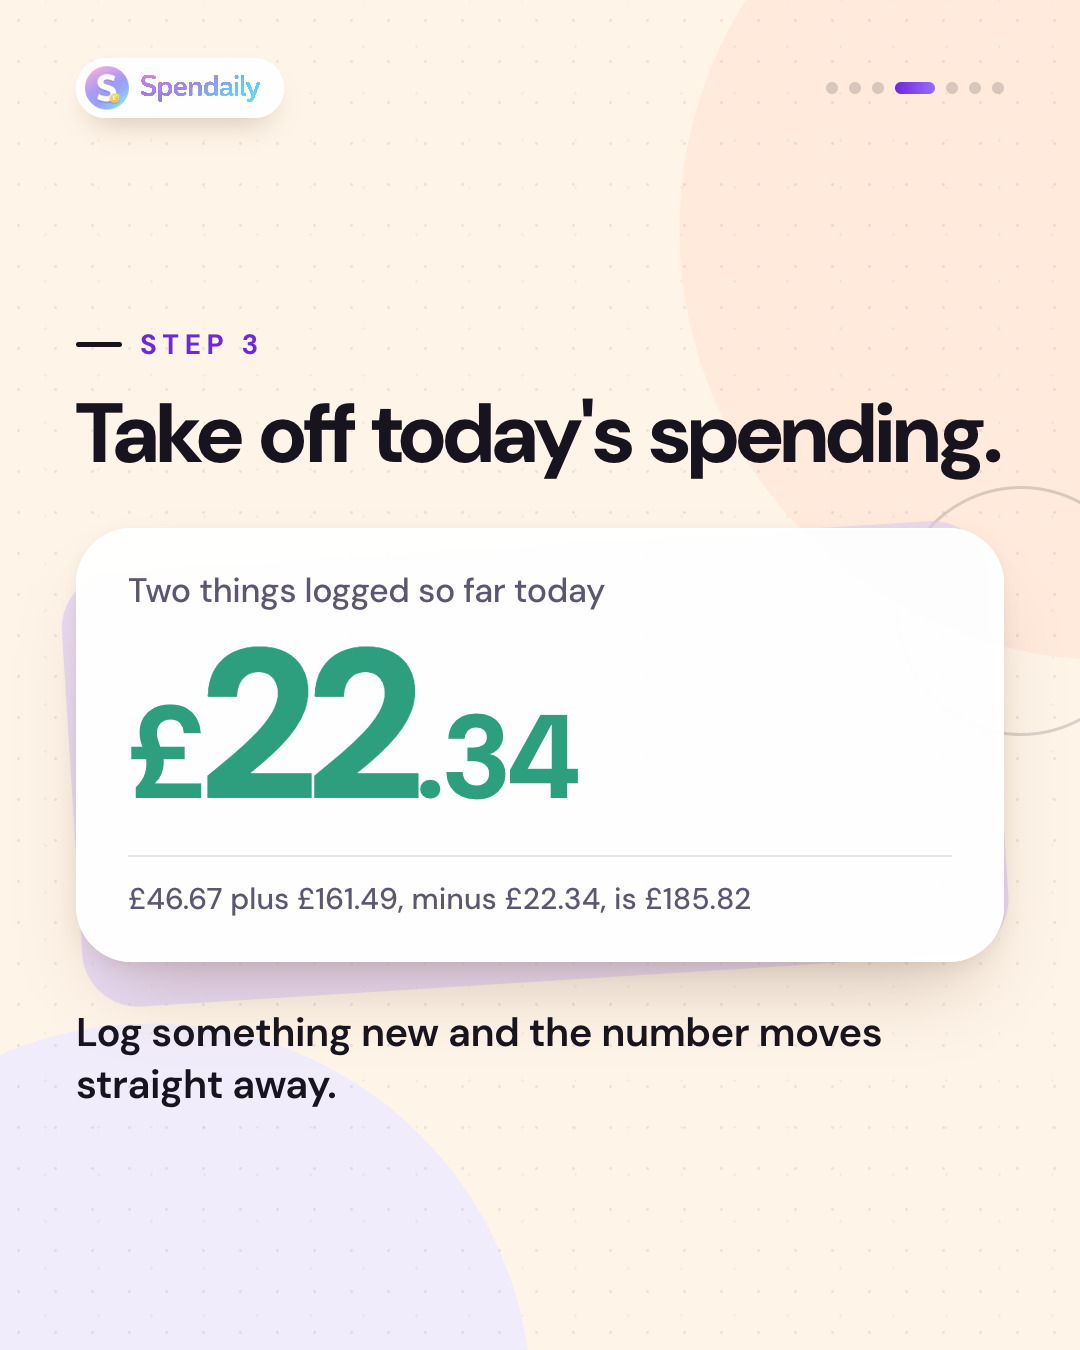 Spendaily
STEP 3
Take off today's spending.
Two things logged so far today
£22.34
£46.67 plus £161.49, minus £22.34, is £185.82
Log something new and the number moves
straight away.